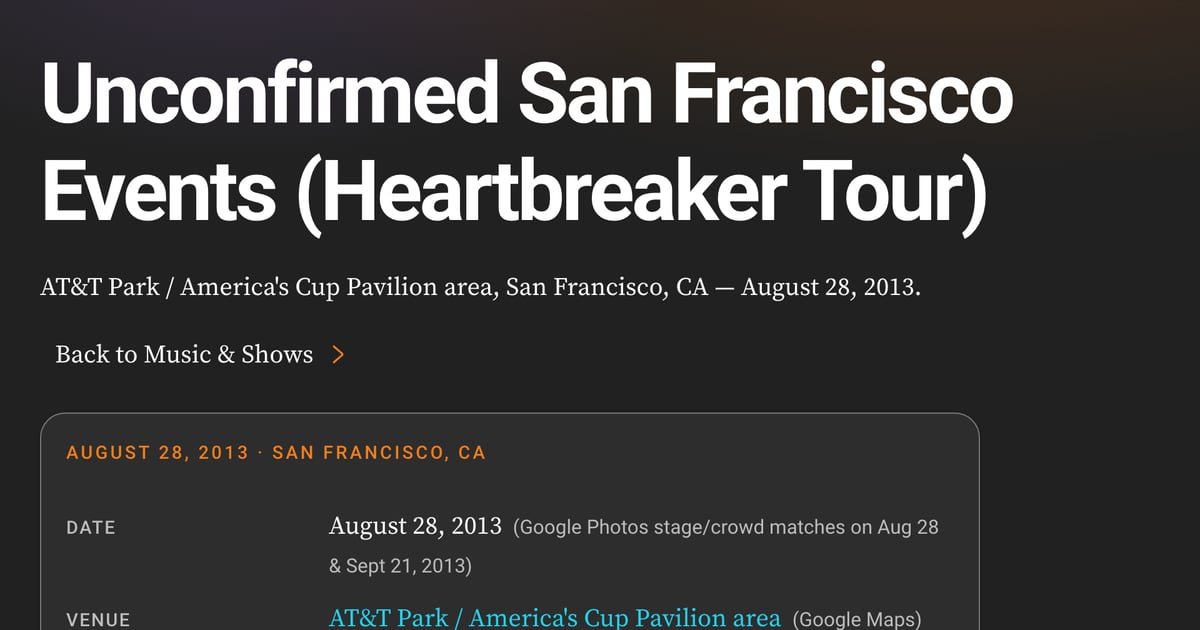 Unconfirmed San Francisco
Events (Heartbreaker Tour)
AT&T Park / America's Cup Pavilion area, San Francisco, CA — August 28, 2013.
Back to Music & Shows
AUGUST 28, 2013 · SAN FRANCISCO, CA
DATE
August 28, 2013 (Google Photos stage/crowd matches on Aug 28
& Sept 21, 2013)
VENUE
AT&T Park / America's Cup Pavilion area (Google Maps)